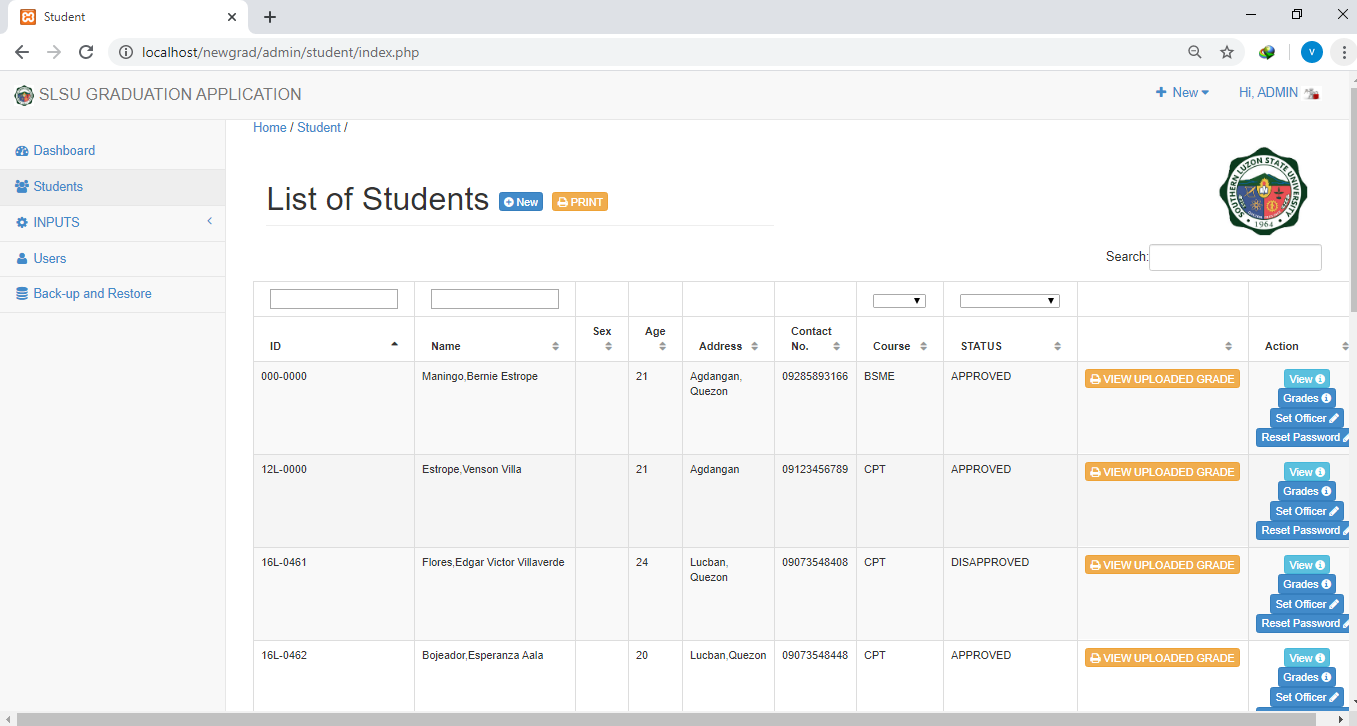 Student
localhost/newgrad/admin/student/index.php
V
SLSU GRADUATION APPLICATION
New
Hi, ADMIN
Home / Student /
Dashboard
Students
INPUTS
Users
Back-up and Restore
List of Students
New
PRINT
SOUTHERN LUZON STATE UNIVERSITY
1964
Search:
ID Name Sex Age Address Contact No. Course STATUS Action
000-0000 Maningo,Bernie Estrope 21 Agdangan, 09285893166 BSME APPROVED VIEW UPLOADED GRADE View
Quezon
Grades
Set Officer
Reset Password
12L-0000 Estrope,Venson Villa 21 Agdangan 09123456789 CPT APPROVED VIEW UPLOADED GRADE View
Grades
Set Officer
Reset Password
16L-0461 Flores,Edgar Victor Villaverde 24 Lucban, 09073548408 CPT DISAPPROVED VIEW UPLOADED GRADE View
Quezon
Grades
Set Officer
Reset Password
16L-0462 Bojeador,Esperanza Aala 20 Lucban,Quezon 09073548448 CPT APPROVED VIEW UPLOADED GRADE View
Grades
Set Officer